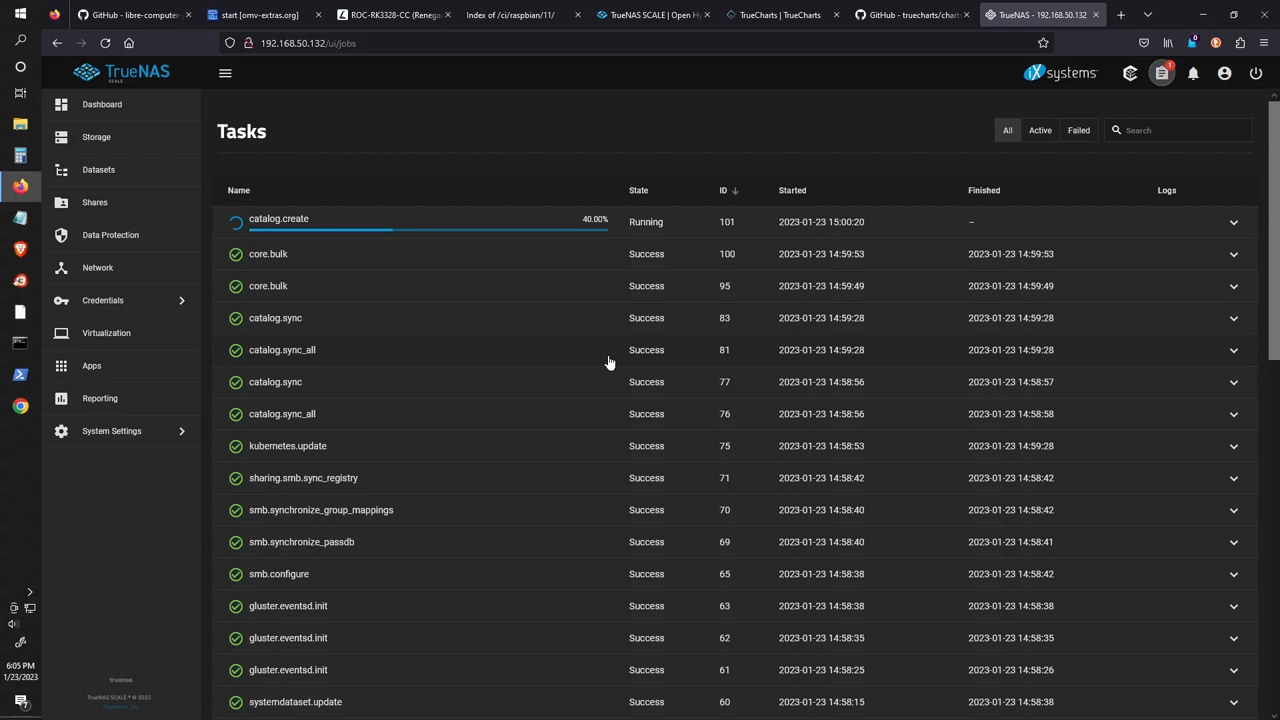 GitHub - libre-computer-
start [omv-extras.org]
ROC-RK3328-CC (Renega
Index of /ci/raspbian/11/
TrueNAS SCALE | Open Hy
TrueCharts | TrueCharts
GitHub - truecharts/chart
TrueNAS - 192.168.50.132
192.168.50.132/ui/jobs
0
TrueNAS
SCALE
iXsystems
1
Dashboard
Storage
Datasets
Shares
Data Protection
Network
Credentials
Virtualization
Apps
Reporting
System Settings
truenas
TrueNAS SCALE ® © 2022 -
iXsystems, Inc
Tasks
All
Active
Failed
Search
Name State ID Started Finished Logs
catalog.create 40.00% Running 101 2023-01-23 15:00:20 –
core.bulk Success 100 2023-01-23 14:59:53 2023-01-23 14:59:53
core.bulk Success 95 2023-01-23 14:59:49 2023-01-23 14:59:49
catalog.sync Success 83 2023-01-23 14:59:28 2023-01-23 14:59:28
catalog.sync_all Success 81 2023-01-23 14:59:28 2023-01-23 14:59:28
catalog.sync Success 77 2023-01-23 14:58:56 2023-01-23 14:58:57
catalog.sync_all Success 76 2023-01-23 14:58:56 2023-01-23 14:58:58
kubernetes.update Success 75 2023-01-23 14:58:53 2023-01-23 14:59:28
sharing.smb.sync_registry Success 71 2023-01-23 14:58:42 2023-01-23 14:58:42
smb.synchronize_group_mappings Success 70 2023-01-23 14:58:40 2023-01-23 14:58:42
smb.synchronize_passdb Success 69 2023-01-23 14:58:40 2023-01-23 14:58:41
smb.configure Success 65 2023-01-23 14:58:38 2023-01-23 14:58:42
gluster.eventsd.init Success 63 2023-01-23 14:58:38 2023-01-23 14:58:38
gluster.eventsd.init Success 62 2023-01-23 14:58:35 2023-01-23 14:58:35
gluster.eventsd.init Success 61 2023-01-23 14:58:25 2023-01-23 14:58:26
systemdataset.update Success 60 2023-01-23 14:58:15 2023-01-23 14:58:38
6:05 PM
1/23/2023
7